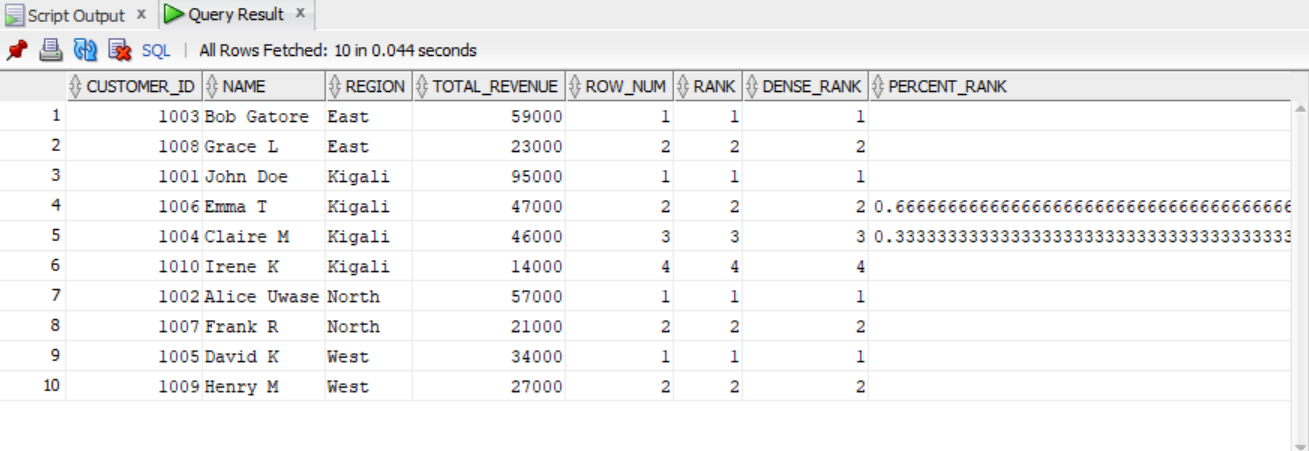 Script Output x Query Result x
SQL | All Rows Fetched: 10 in 0.044 seconds
CUSTOMER_ID NAME REGION TOTAL_REVENUE ROW_NUM RANK DENSE_RANK PERCENT_RANK
1 1003 Bob Gatore East 59000 1 1 1
2 1008 Grace L East 23000 2 2 2
3 1001 John Doe Kigali 95000 1 1 1
4 1006 Emma T Kigali 47000 2 2 2 0.66666666666666666666666666666666666
5 1004 Claire M Kigali 46000 3 3 3 0.33333333333333333333333333333333333
6 1010 Irene K Kigali 14000 4 4 4
7 1002 Alice Uwase North 57000 1 1 1
8 1007 Frank R North 21000 2 2 2
9 1005 David K West 34000 1 1 1
10 1009 Henry M West 27000 2 2 2